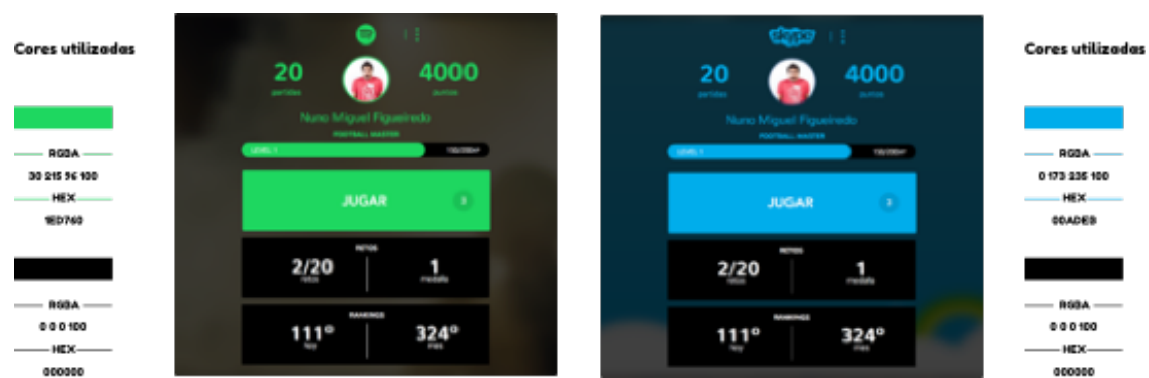 Cores utilizadas
RGBA
30 215 96 100
HEX
1ED760
RGBA
0 0 0 100
HEX
000000
20
partidas
4000
puntos
Nuno Miguel Figueiredo
FOOTBALL MASTER
LEVEL 1
JUGAR
3
RETOS
2/20
retos
1
medalla
RANKINGS
111º
hoy
324º
mes
skype
20
partidas
4000
puntos
Nuno Miguel Figueiredo
FOOTBALL MASTER
LEVEL 1
JUGAR
3
RETOS
2/20
retos
1
medalla
RANKINGS
111º
hoy
324º
mes
Cores utilizadas
RGBA
0 173 235 100
HEX
00ADEB
RGBA
0 0 0 100
HEX
000000